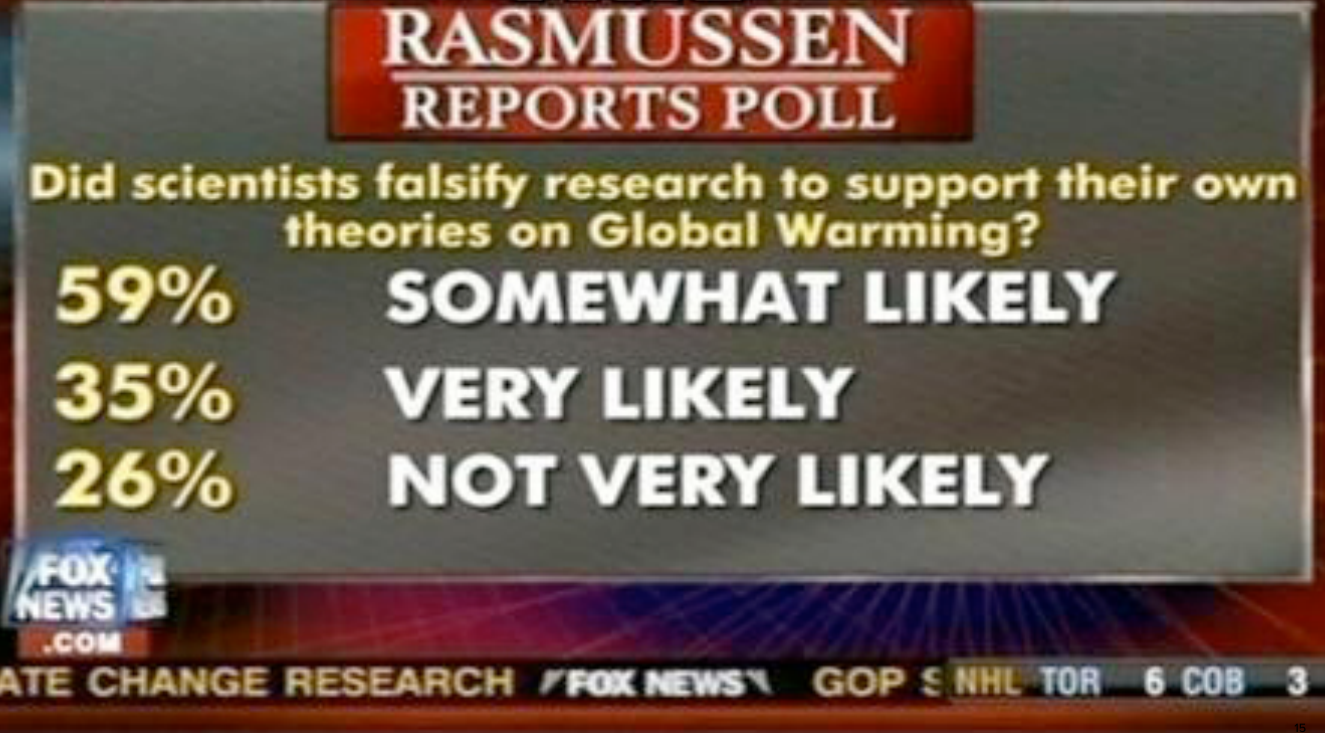 RASMUSSEN
REPORTS POLL
Did scientists falsify research to support their own
theories on Global Warming?
59% SOMEWHAT LIKELY
35% VERY LIKELY
26% NOT VERY LIKELY
FOX
NEWS
.COM
ATE CHANGE RESEARCH FOX NEWS GOP S NHL TOR 6 COB 3
15